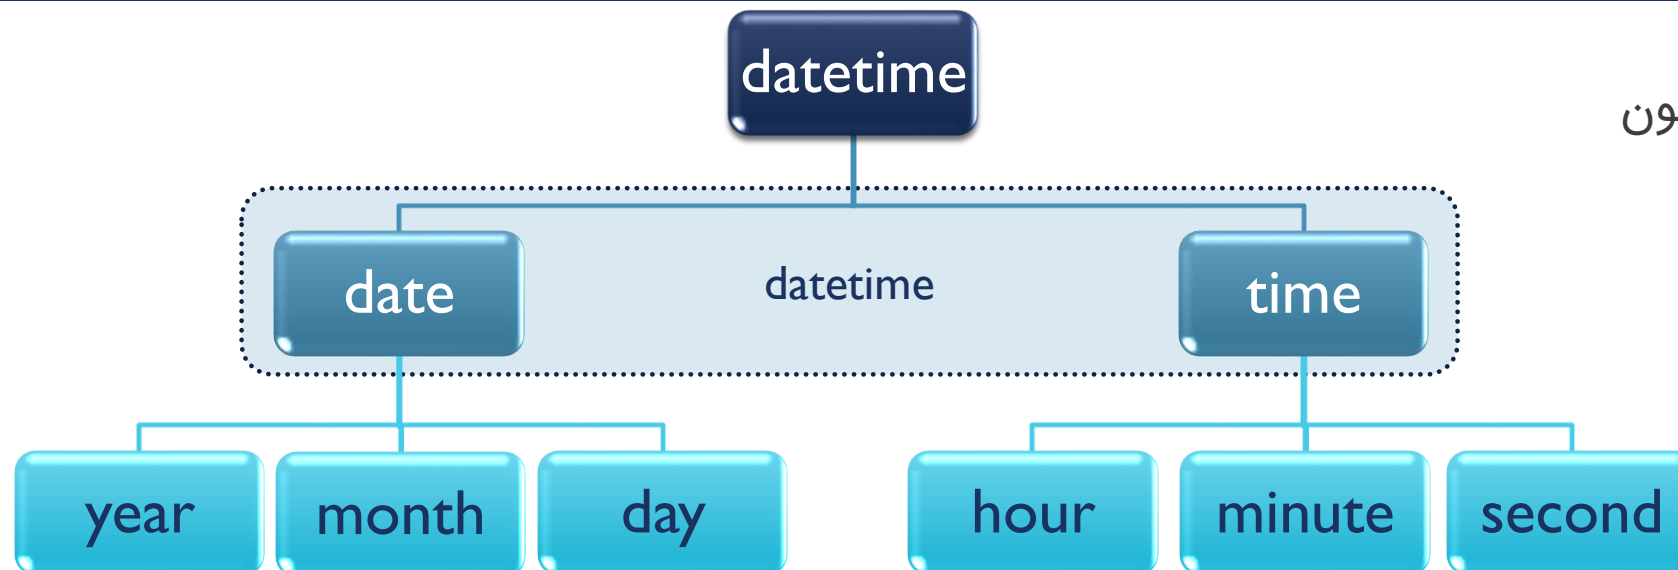 datetime
date
datetime
time
year
month
day
hour
minute
second